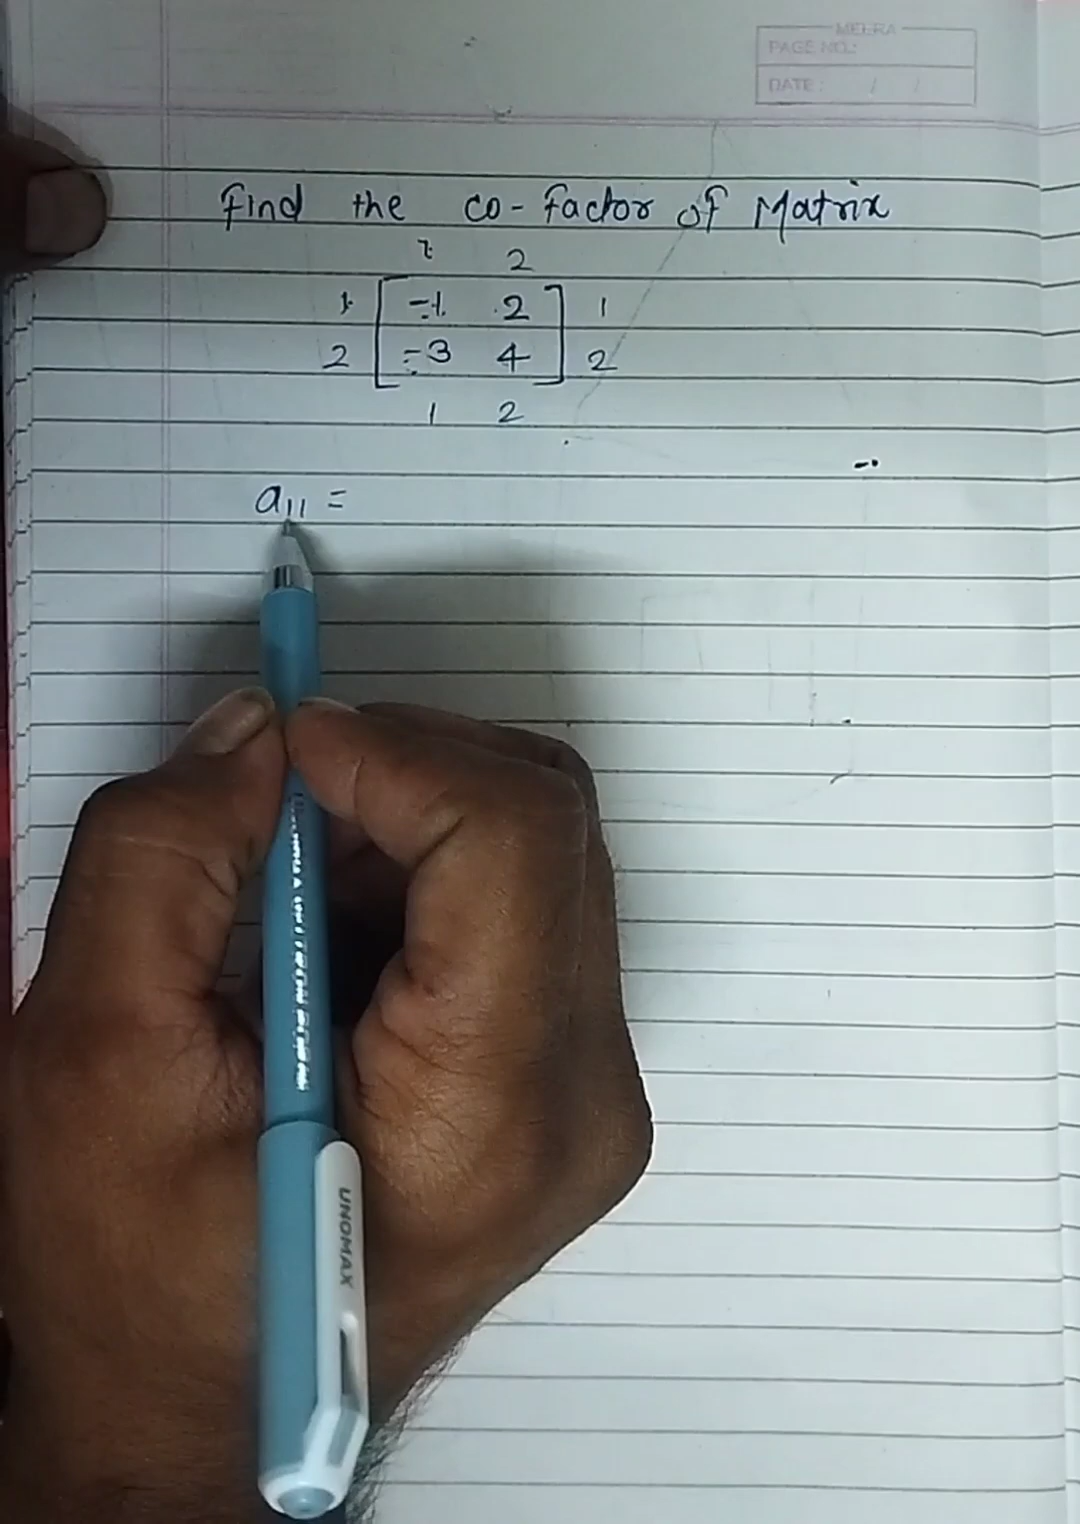 MEERA
PAGE NO.:
DATE: / /
Find the co-factor of Matrix
1 2
1 [ -1 2 ] 1
2 [ -3 4 ] 2
1 2
a11 =
UNOMAX